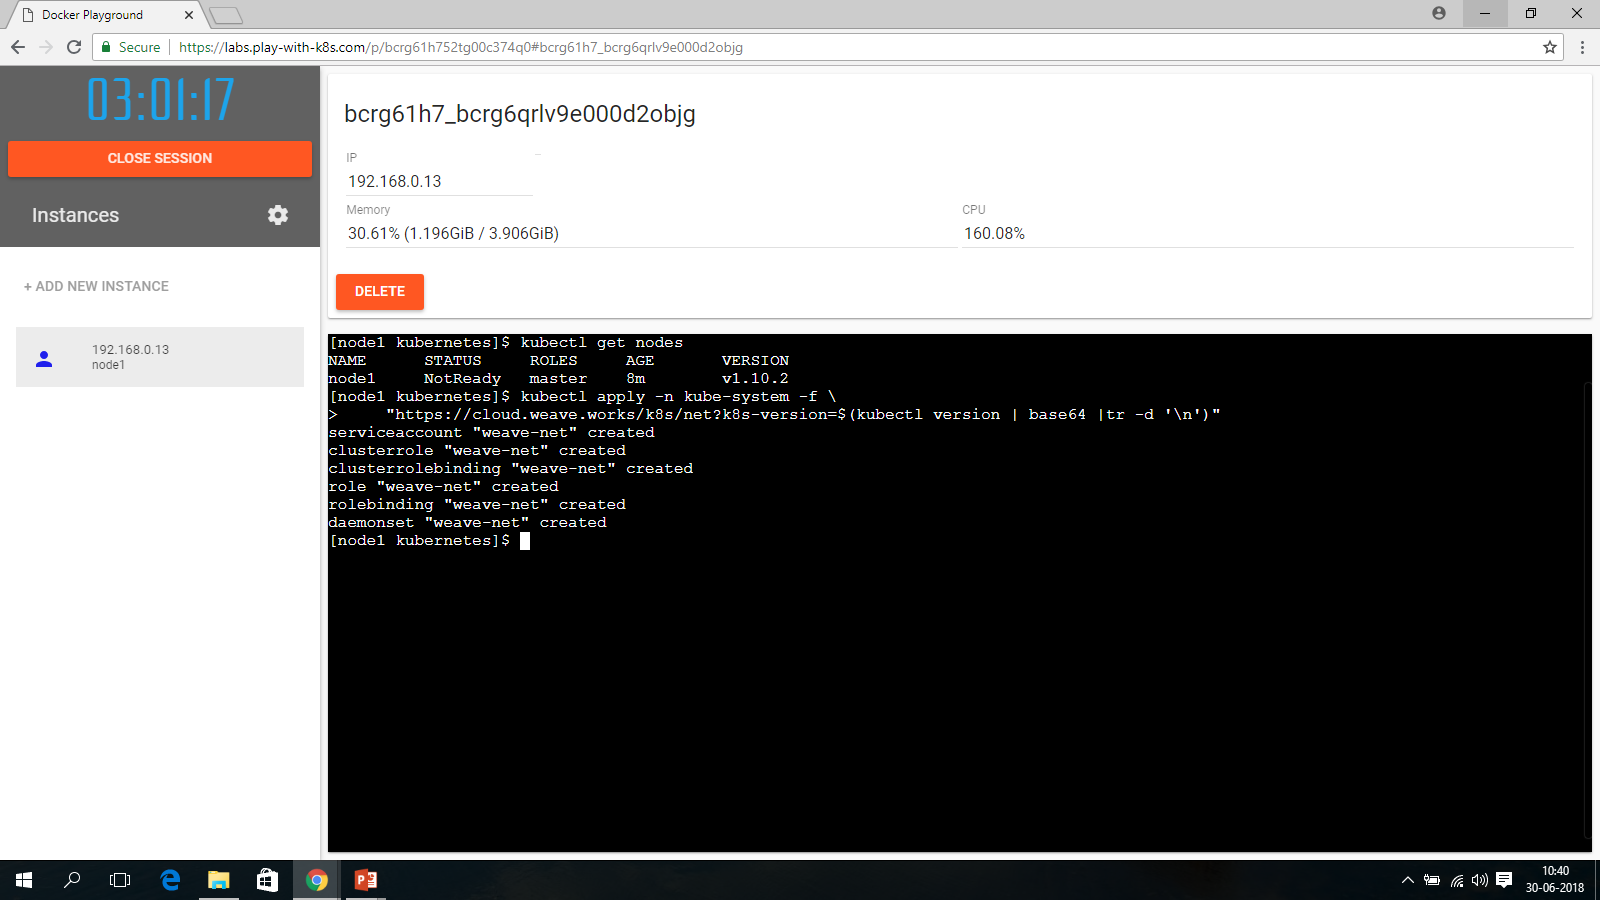 Docker Playground
Secure
https://labs.play-with-k8s.com/p/bcrg61h752tg00c374q0#bcrg61h7_bcrg6qrlv9e000d2objg
03:01:17
CLOSE SESSION
Instances
+ ADD NEW INSTANCE
192.168.0.13
node1
bcrg61h7_bcrg6qrlv9e000d2objg
IP
192.168.0.13
Memory
30.61% (1.196GiB / 3.906GiB)
CPU
160.08%
DELETE
[node1 kubernetes]$ kubectl get nodes
NAME      STATUS     ROLES     AGE       VERSION
node1     NotReady   master    8m        v1.10.2
[node1 kubernetes]$ kubectl apply -n kube-system -f \
>     "https://cloud.weave.works/k8s/net?k8s-version=$(kubectl version | base64 |tr -d '\n')"
serviceaccount "weave-net" created
clusterrole "weave-net" created
clusterrolebinding "weave-net" created
role "weave-net" created
rolebinding "weave-net" created
daemonset "weave-net" created
[node1 kubernetes]$
10:40
30-06-2018